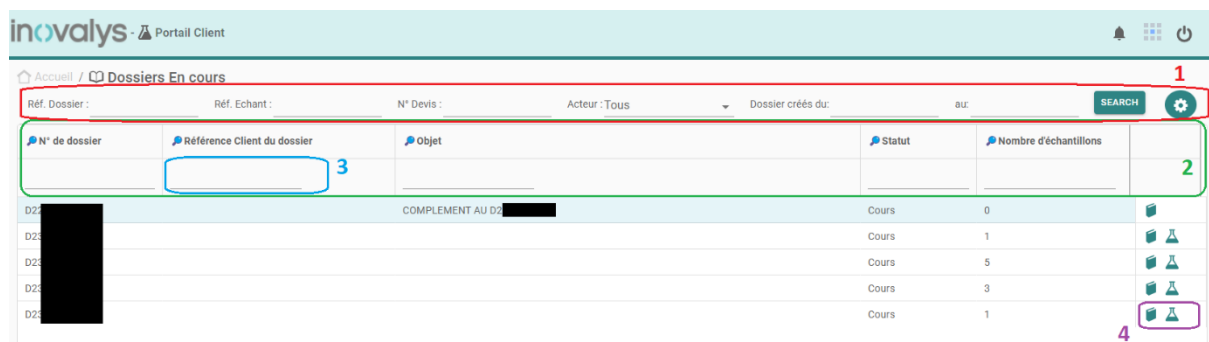 inovalys - Portail Client
Accueil / Dossiers En cours
1
Réf. Dossier : Réf. Echant : N° Devis : Acteur : Tous Dossier créés du: au: SEARCH
N° de dossier Référence Client du dossier Objet Statut Nombre d'échantillons
3 2
D22 COMPLEMENT AU D2 Cours 0
D23 Cours 1
D23 Cours 5
D23 Cours 3
D23 Cours 1
4